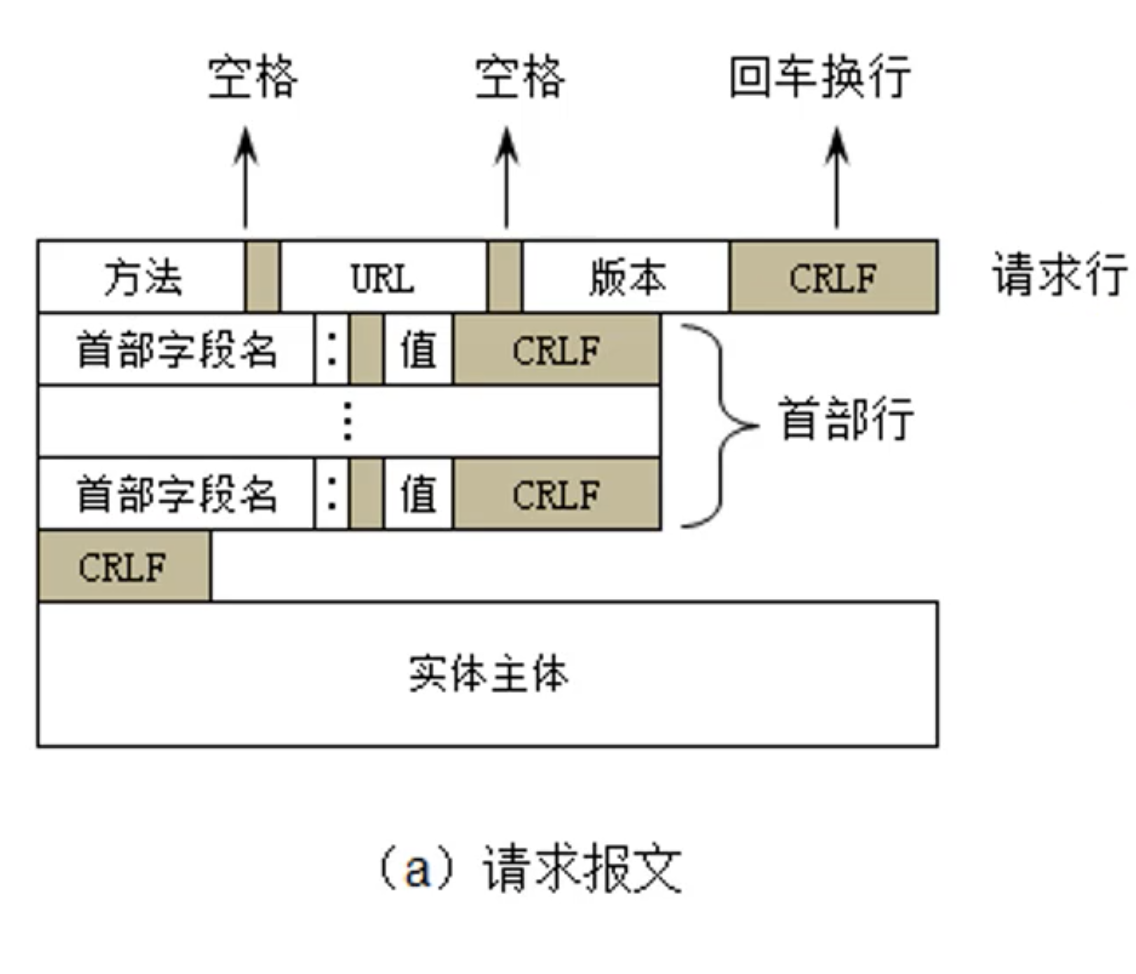 空格 空格 回车换行
方法 URL 版本 CRLF 请求行
首部字段名 : 值 CRLF
⋮ 首部行
首部字段名 : 值 CRLF
CRLF
实体主体
（a）请求报文